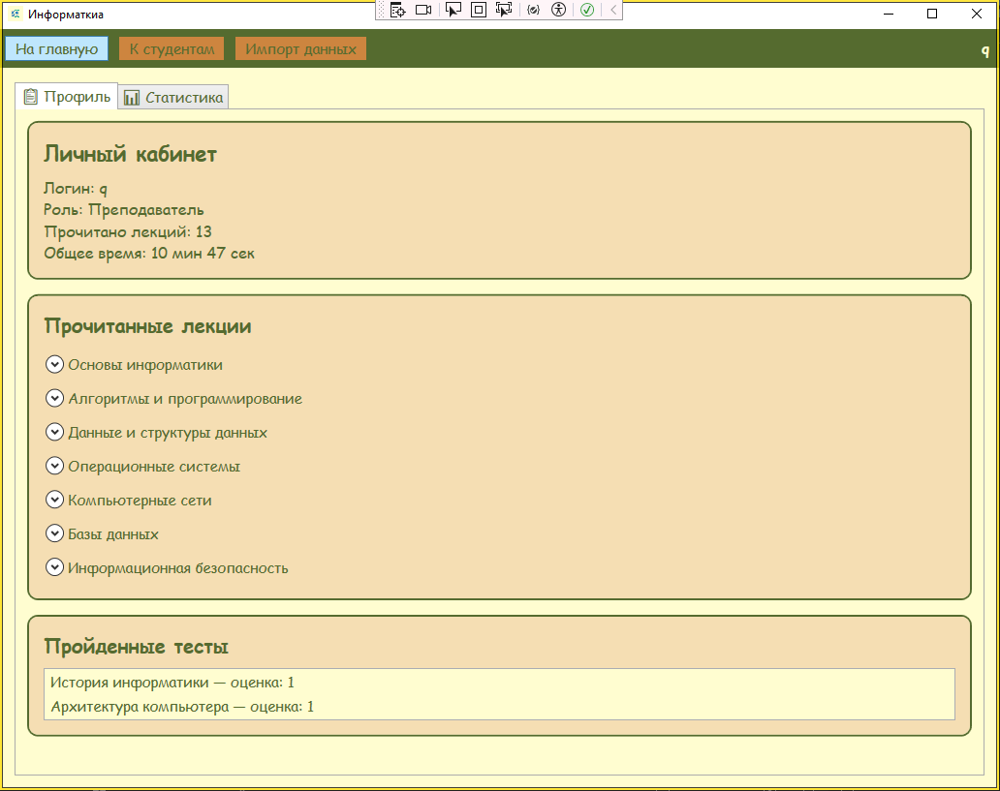 Информаткиа
На главную
К студентам
Импорт данных
q
Профиль
Статистика
Личный кабинет
Логин: q
Роль: Преподаватель
Прочитано лекций: 13
Общее время: 10 мин 47 сек
Прочитанные лекции
Основы информатики
Алгоритмы и программирование
Данные и структуры данных
Операционные системы
Компьютерные сети
Базы данных
Информационная безопасность
Пройденные тесты
История информатики — оценка: 1
Архитектура компьютера — оценка: 1